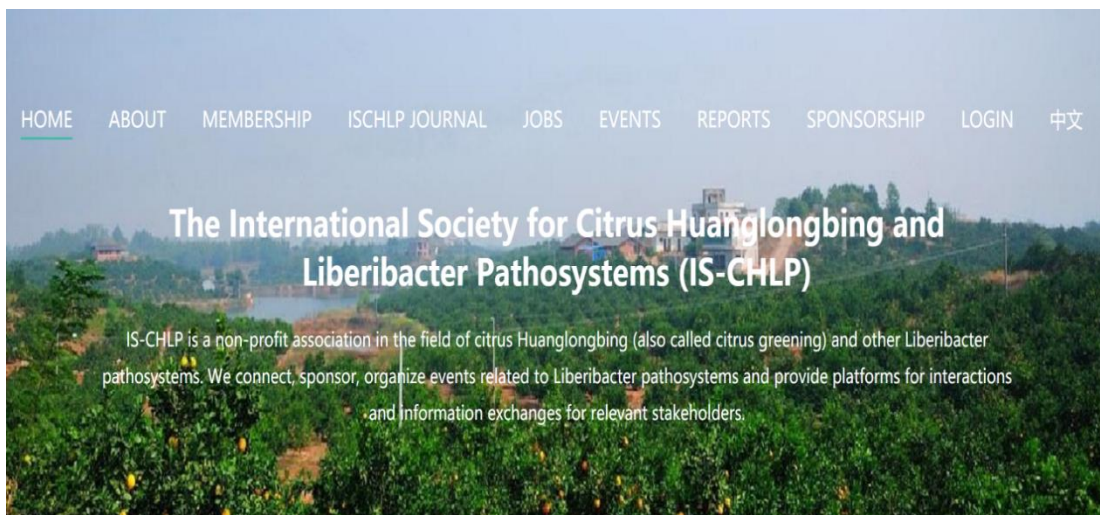 HOME ABOUT MEMBERSHIP ISCHLP JOURNAL JOBS EVENTS REPORTS SPONSORSHIP LOGIN 中文
The International Society for Citrus Huanglongbing and
Liberibacter Pathosystems (IS-CHLP)
IS-CHLP is a non-profit association in the field of citrus Huanglongbing (also called citrus greening) and other Liberibacter
pathosystems. We connect, sponsor, organize events related to Liberibacter pathosystems and provide platforms for interactions
and information exchanges for relevant stakeholders.